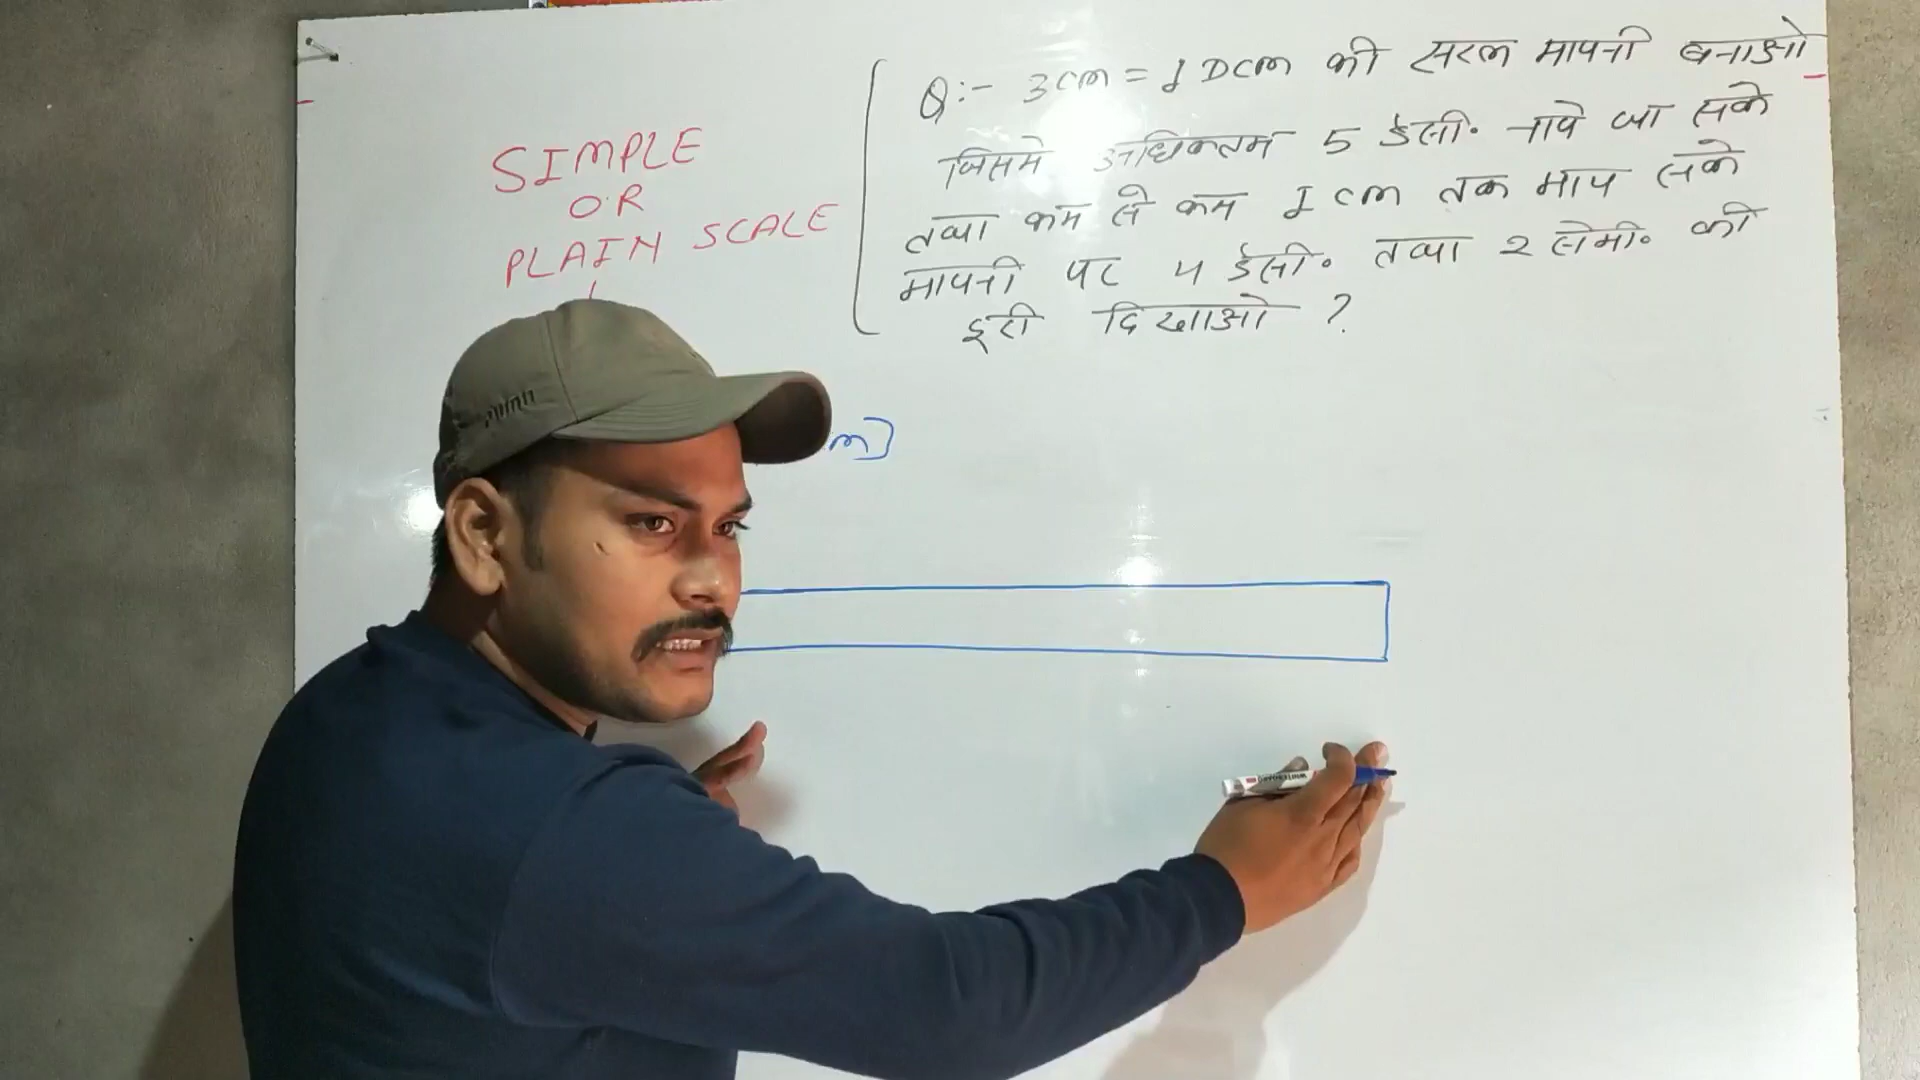 SIMPLE
OR
PLAIN SCALE
Q:- 3cm = 1 Dcm की सरल मापनी बनाओ
जिसमे अधिकतम 5 डेसी॰ नापे जा सके
तथा कम से कम 1 cm तक माप सके
मापनी पर 4 डेसी॰ तथा 2 सेमी॰ की
दूरी दिखाओ ?
m]